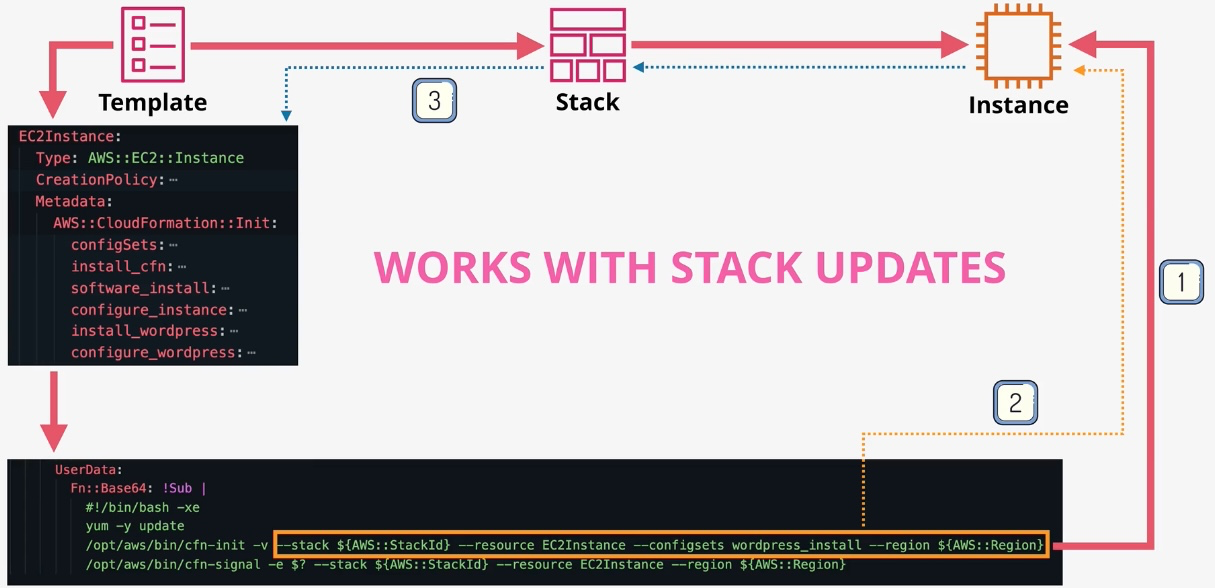 Template
Stack
Instance
3
EC2Instance:
Type: AWS::EC2::Instance
CreationPolicy: ⋯
Metadata:
AWS::CloudFormation::Init:
configSets: ⋯
install_cfn: ⋯
software_install: ⋯
configure_instance: ⋯
install_wordpress: ⋯
configure_wordpress: ⋯
WORKS WITH STACK UPDATES
1
2
UserData:
Fn::Base64: !Sub |
#!/bin/bash -xe
yum -y update
/opt/aws/bin/cfn-init -v --stack ${AWS::StackId} --resource EC2Instance --configsets wordpress_install --region ${AWS::Region}
/opt/aws/bin/cfn-signal -e $? --stack ${AWS::StackId} --resource EC2Instance --region ${AWS::Region}